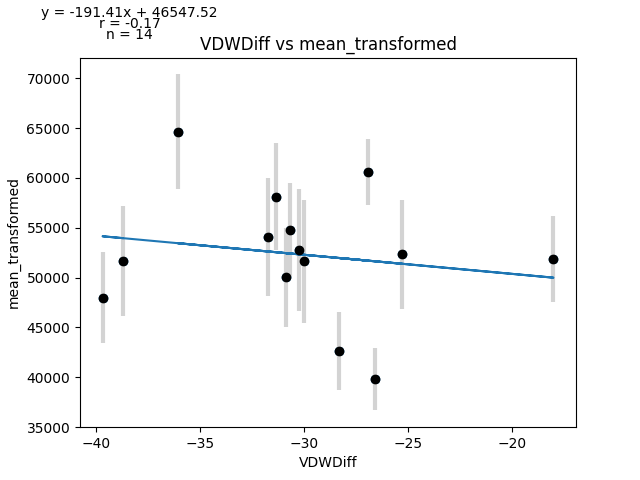 y = -191.41x + 46547.52
r = -0.17
n = 14
VDWDiff vs mean_transformed
70000
65000
60000
55000
50000
45000
40000
35000
mean_transformed
−40
−35
−30
−25
−20
VDWDiff